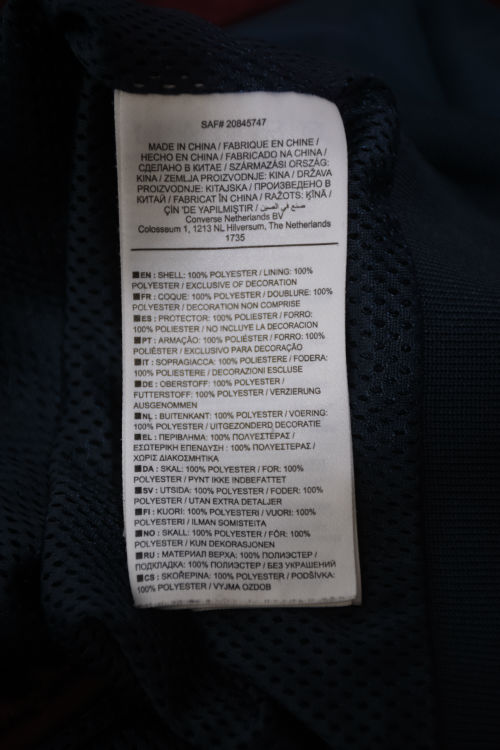 SAF# 20845747
MADE IN CHINA / FABRIQUE EN CHINE /
HECHO EN CHINA / FABRICADO NA CHINA /
СДЕЛАНО В КИТАЕ / SZÁRMAZÁSI ORSZÁG:
KINA / ZEMLJA PROIZVODNJE: KINA / DRŽAVA
PROIZVODNJE: KITAJSKA / ПРОИЗВЕДЕНО В
КИТАЙ / FABRICAT ÎN CHINA / RAŽOTS: ĶĪNĀ /
ÇİN 'DE YAPILMIŞTIR / صنع في الصين
Converse Netherlands BV
Colosseum 1, 1213 NL Hilversum, The Netherlands
1735
EN : SHELL: 100% POLYESTER / LINING: 100%
POLYESTER / EXCLUSIVE OF DECORATION
FR : COQUE: 100% POLYESTER / DOUBLURE: 100%
POLYESTER / DECORATION NON COMPRISE
ES : PROTECTOR: 100% POLIESTER / FORRO:
100% POLIESTER / NO INCLUYE LA DECORACION
PT : ARMAÇÃO: 100% POLIÉSTER / FORRO: 100%
POLIÉSTER / EXCLUSIVO PARA DECORAÇÃO
IT : SOPRAGIACCA: 100% POLIESTERE / FODERA:
100% POLIESTERE / DECORAZIONI ESCLUSE
DE : OBERSTOFF: 100% POLYESTER /
FUTTERSTOFF: 100% POLYESTER / VERZIERUNG
AUSGENOMMEN
NL : BUITENKANT: 100% POLYESTER / VOERING:
100% POLYESTER / UITGEZONDERD DECORATIE
EL : ΠΕΡΙΒΛΗΜΑ: 100% ΠΟΛΥΕΣΤΕΡΑΣ /
ΕΣΩΤΕΡΙΚΗ ΕΠΕΝΔΥΣΗ : 100% ΠΟΛΥΕΣΤΕΡΑΣ /
ΧΩΡΙΣ ΔΙΑΚΟΣΜΗΤΙΚΑ
DA : SKAL: 100% POLYESTER / FOR: 100%
POLYESTER / PYNT IKKE INDBEFATTET
SV : UTSIDA: 100% POLYESTER / FODER: 100%
POLYESTER / UTAN EXTRA DETALJER
FI : KUORI: 100% POLYESTERI / VUORI: 100%
POLYESTERI / ILMAN SOMISTEITA
NO : SKALL: 100% POLYESTER / FÔR: 100%
POLYESTER / KUN DEKORASJONEN
RU : МАТЕРИАЛ ВЕРХА: 100% ПОЛИЭСТЕР /
ПОДКЛАДКА: 100% ПОЛИЭСТЕР / БЕЗ УКРАШЕНИЙ
CS : SKOŘEPINA: 100% POLYESTER / PODŠÍVKA:
100% POLYESTER / VYJMA OZDOB